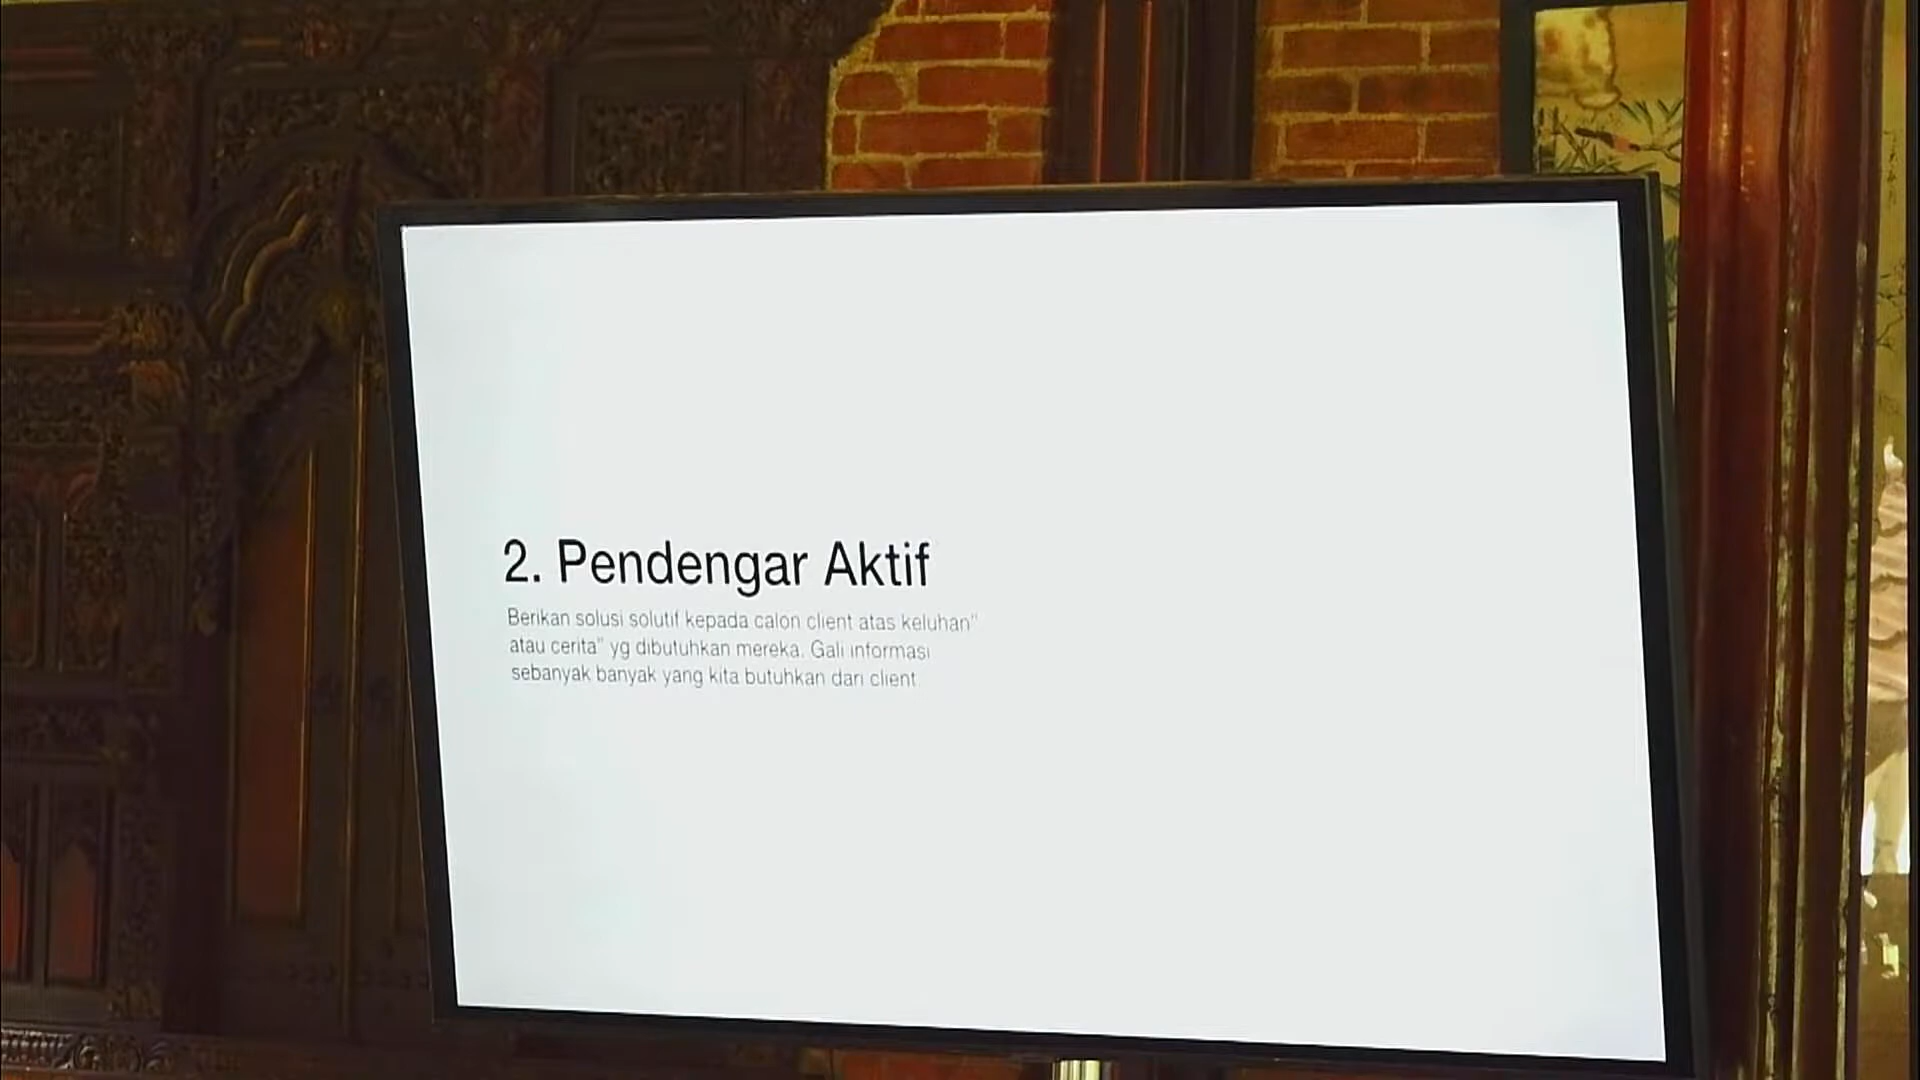 2. Pendengar Aktif
Berikan solusi solutif kepada calon client atas keluhan"
atau cerita" yg dibutuhkan mereka. Gali informasi
sebanyak banyak yang kita butuhkan dari client